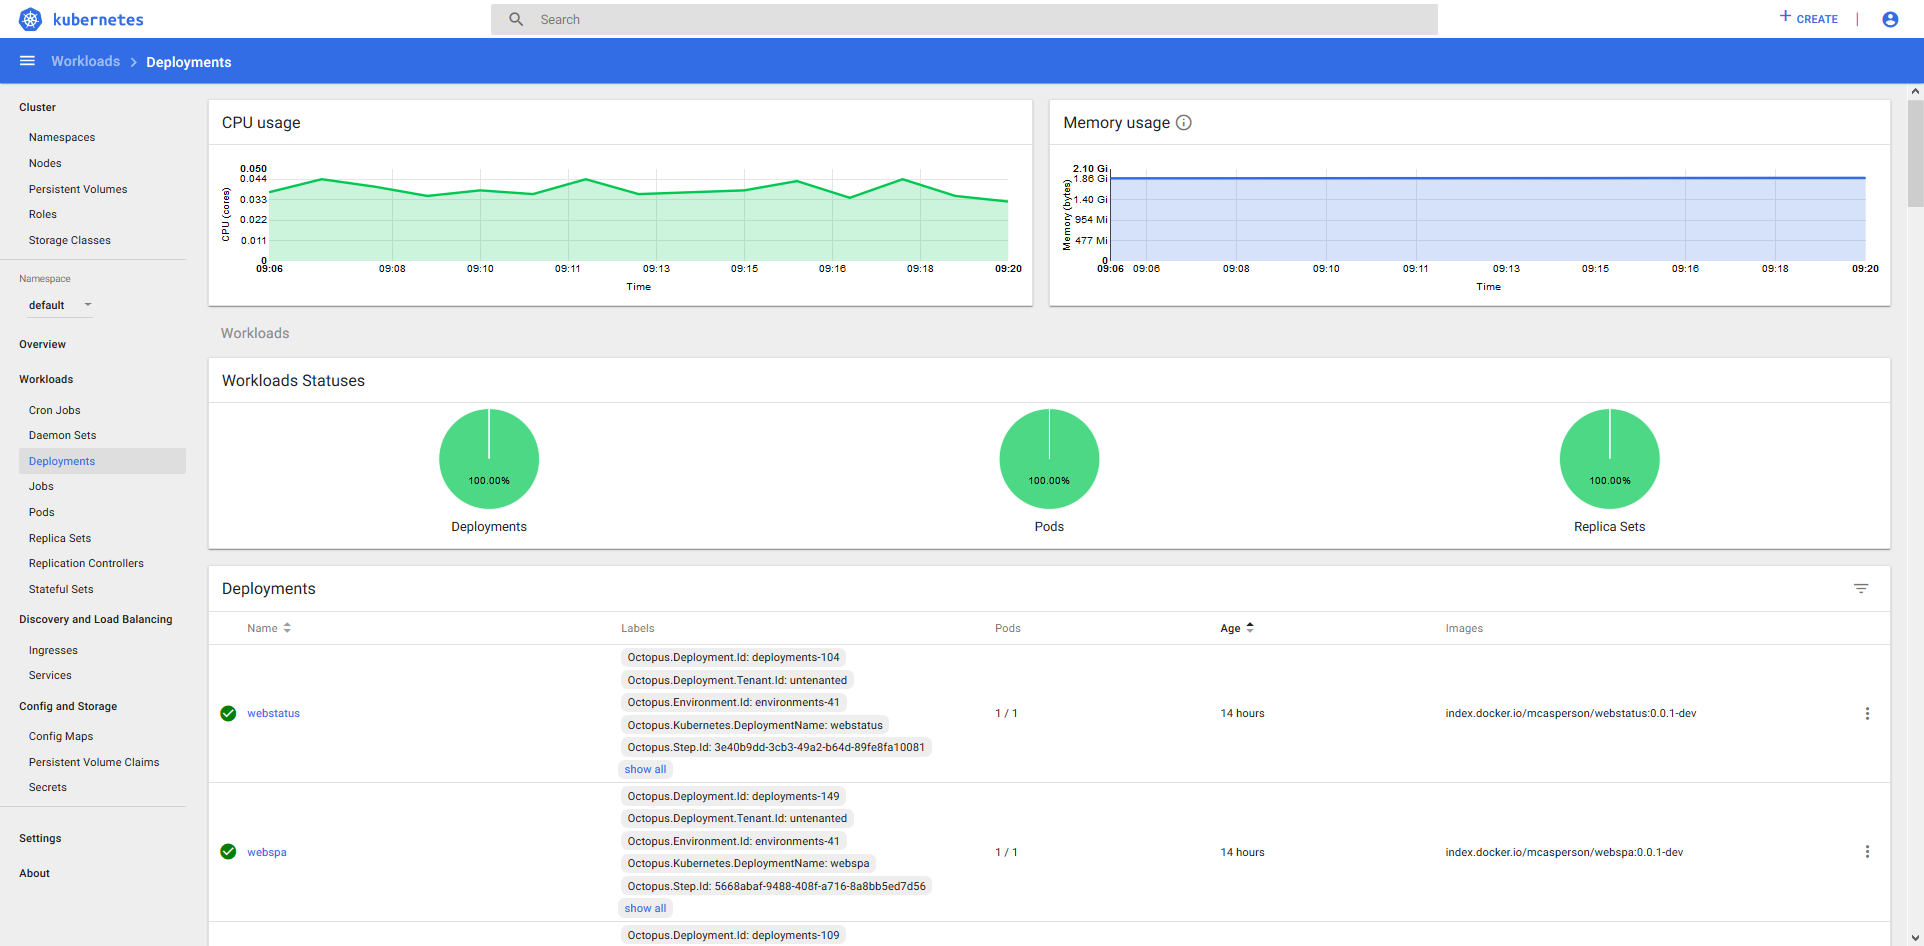 kubernetes
Search
+ CREATE
Workloads > Deployments
Cluster
Namespaces
Nodes
Persistent Volumes
Roles
Storage Classes
Namespace
default
Overview
Workloads
Cron Jobs
Daemon Sets
Deployments
Jobs
Pods
Replica Sets
Replication Controllers
Stateful Sets
Discovery and Load Balancing
Ingresses
Services
Config and Storage
Config Maps
Persistent Volume Claims
Secrets
Settings
About
CPU usage
CPU (cores)
0.050
0.044
0.033
0.022
0.011
0
09:06 09:08 09:10 09:11 09:13 09:15 09:16 09:18 09:20
Time
Memory usage
Memory (bytes)
2.10 Gi
1.86 Gi
1.40 Gi
954 Mi
477 Mi
0
09:06 09:06 09:08 09:10 09:11 09:13 09:15 09:16 09:18 09:20
Time
Workloads
Workloads Statuses
100.00% 100.00% 100.00%
Deployments Pods Replica Sets
Deployments
Name Labels Pods Age Images
Octopus.Deployment.Id: deployments-104
Octopus.Deployment.Tenant.Id: untenanted
Octopus.Environment.Id: environments-41
webstatus 1 / 1 14 hours index.docker.io/mcasperson/webstatus:0.0.1-dev
Octopus.Kubernetes.DeploymentName: webstatus
Octopus.Step.Id: 3e40b9dd-3cb3-49a2-b64d-89fe8fa10081
show all
Octopus.Deployment.Id: deployments-149
Octopus.Deployment.Tenant.Id: untenanted
Octopus.Environment.Id: environments-41
webspa 1 / 1 14 hours index.docker.io/mcasperson/webspa:0.0.1-dev
Octopus.Kubernetes.DeploymentName: webspa
Octopus.Step.Id: 5668abaf-9488-408f-a716-8a8bb5ed7d56
show all
Octopus.Deployment.Id: deployments-109